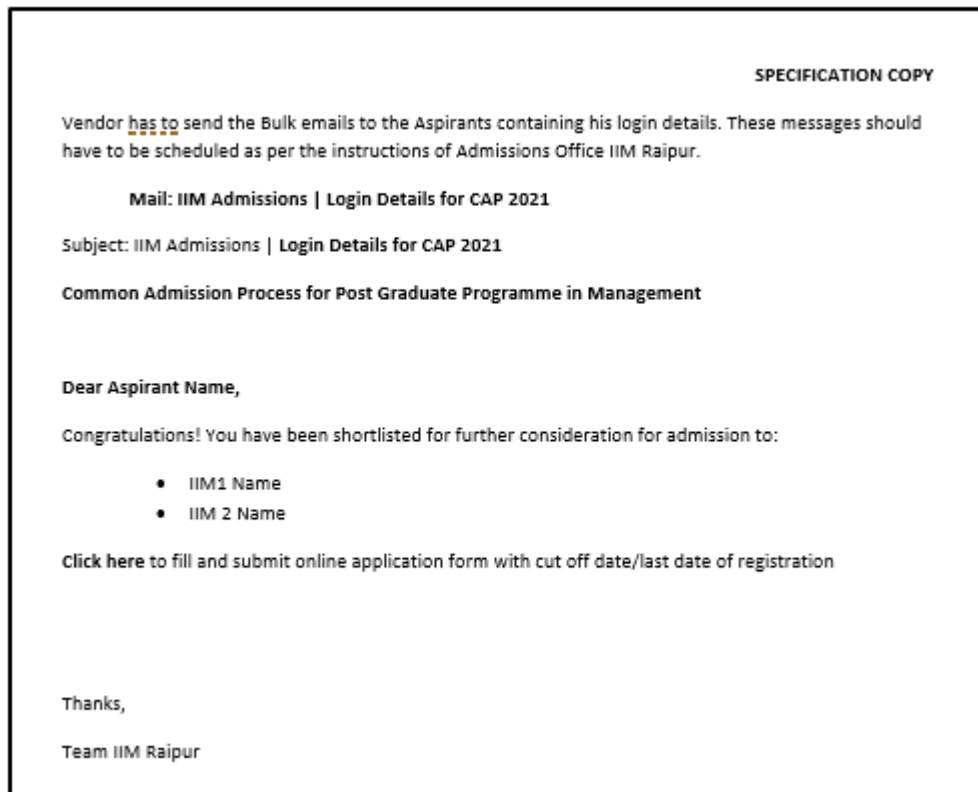 SPECIFICATION COPY
Vendor has to send the Bulk emails to the Aspirants containing his login details. These messages should
have to be scheduled as per the instructions of Admissions Office IIM Raipur.
Mail: IIM Admissions | Login Details for CAP 2021
Subject: IIM Admissions | Login Details for CAP 2021
Common Admission Process for Post Graduate Programme in Management
Dear Aspirant Name,
Congratulations! You have been shortlisted for further consideration for admission to:
• IIM1 Name
• IIM 2 Name
Click here to fill and submit online application form with cut off date/last date of registration
Thanks,
Team IIM Raipur